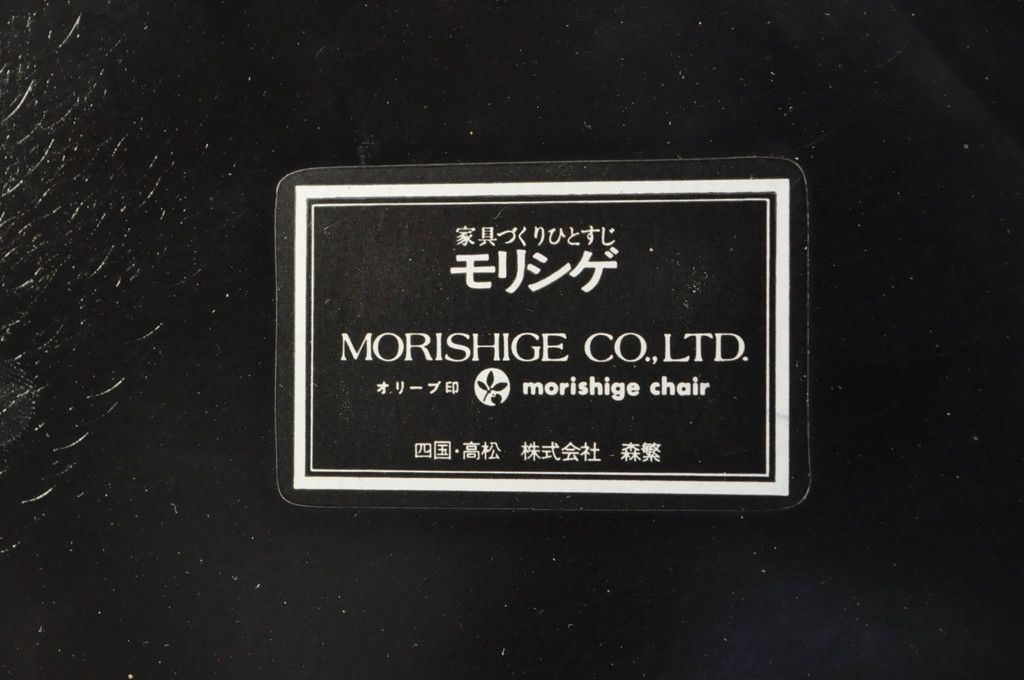 家具づくりひとすじ
モリシゲ
MORISHIGE CO.,LTD.
オリーブ印 morishige chair
四国・高松 株式会社 森繁